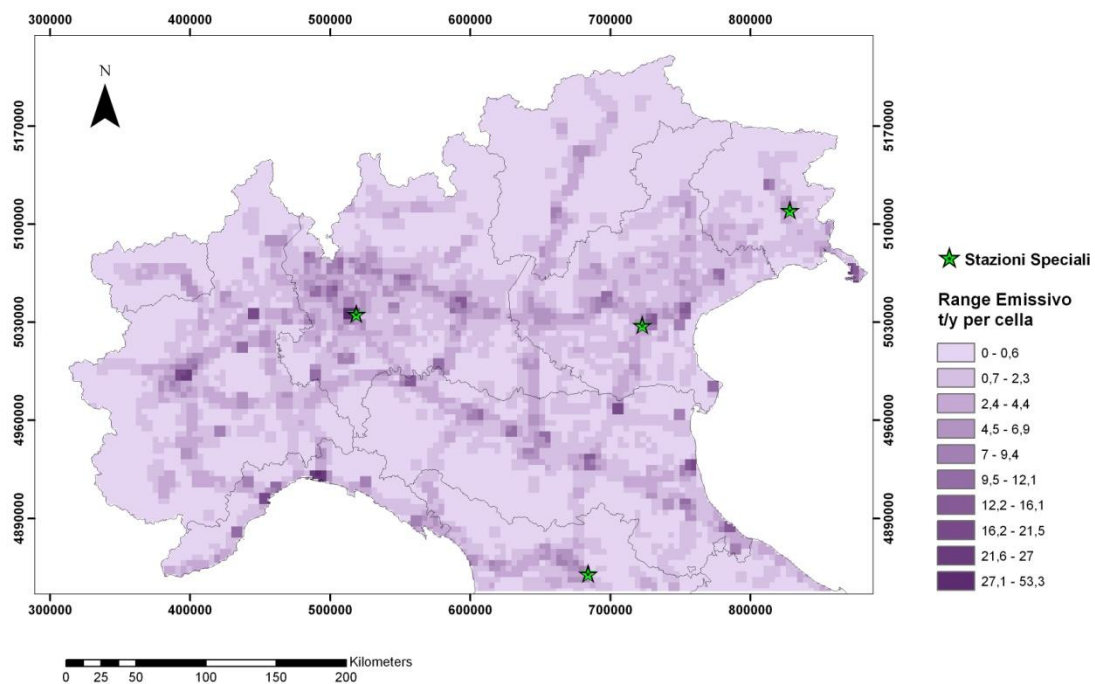 300000 400000 500000 600000 700000 800000
N
5170000 5170000
5100000 5100000
5030000 5030000
4960000 4960000
4890000 4890000
300000 400000 500000 600000 700000 800000
Stazioni Speciali
Range Emissivo
t/y per cella
0 - 0,6
0,7 - 2,3
2,4 - 4,4
4,5 - 6,9
7 - 9,4
9,5 - 12,1
12,2 - 16,1
16,2 - 21,5
21,6 - 27
27,1 - 53,3
Kilometers
0 25 50 100 150 200